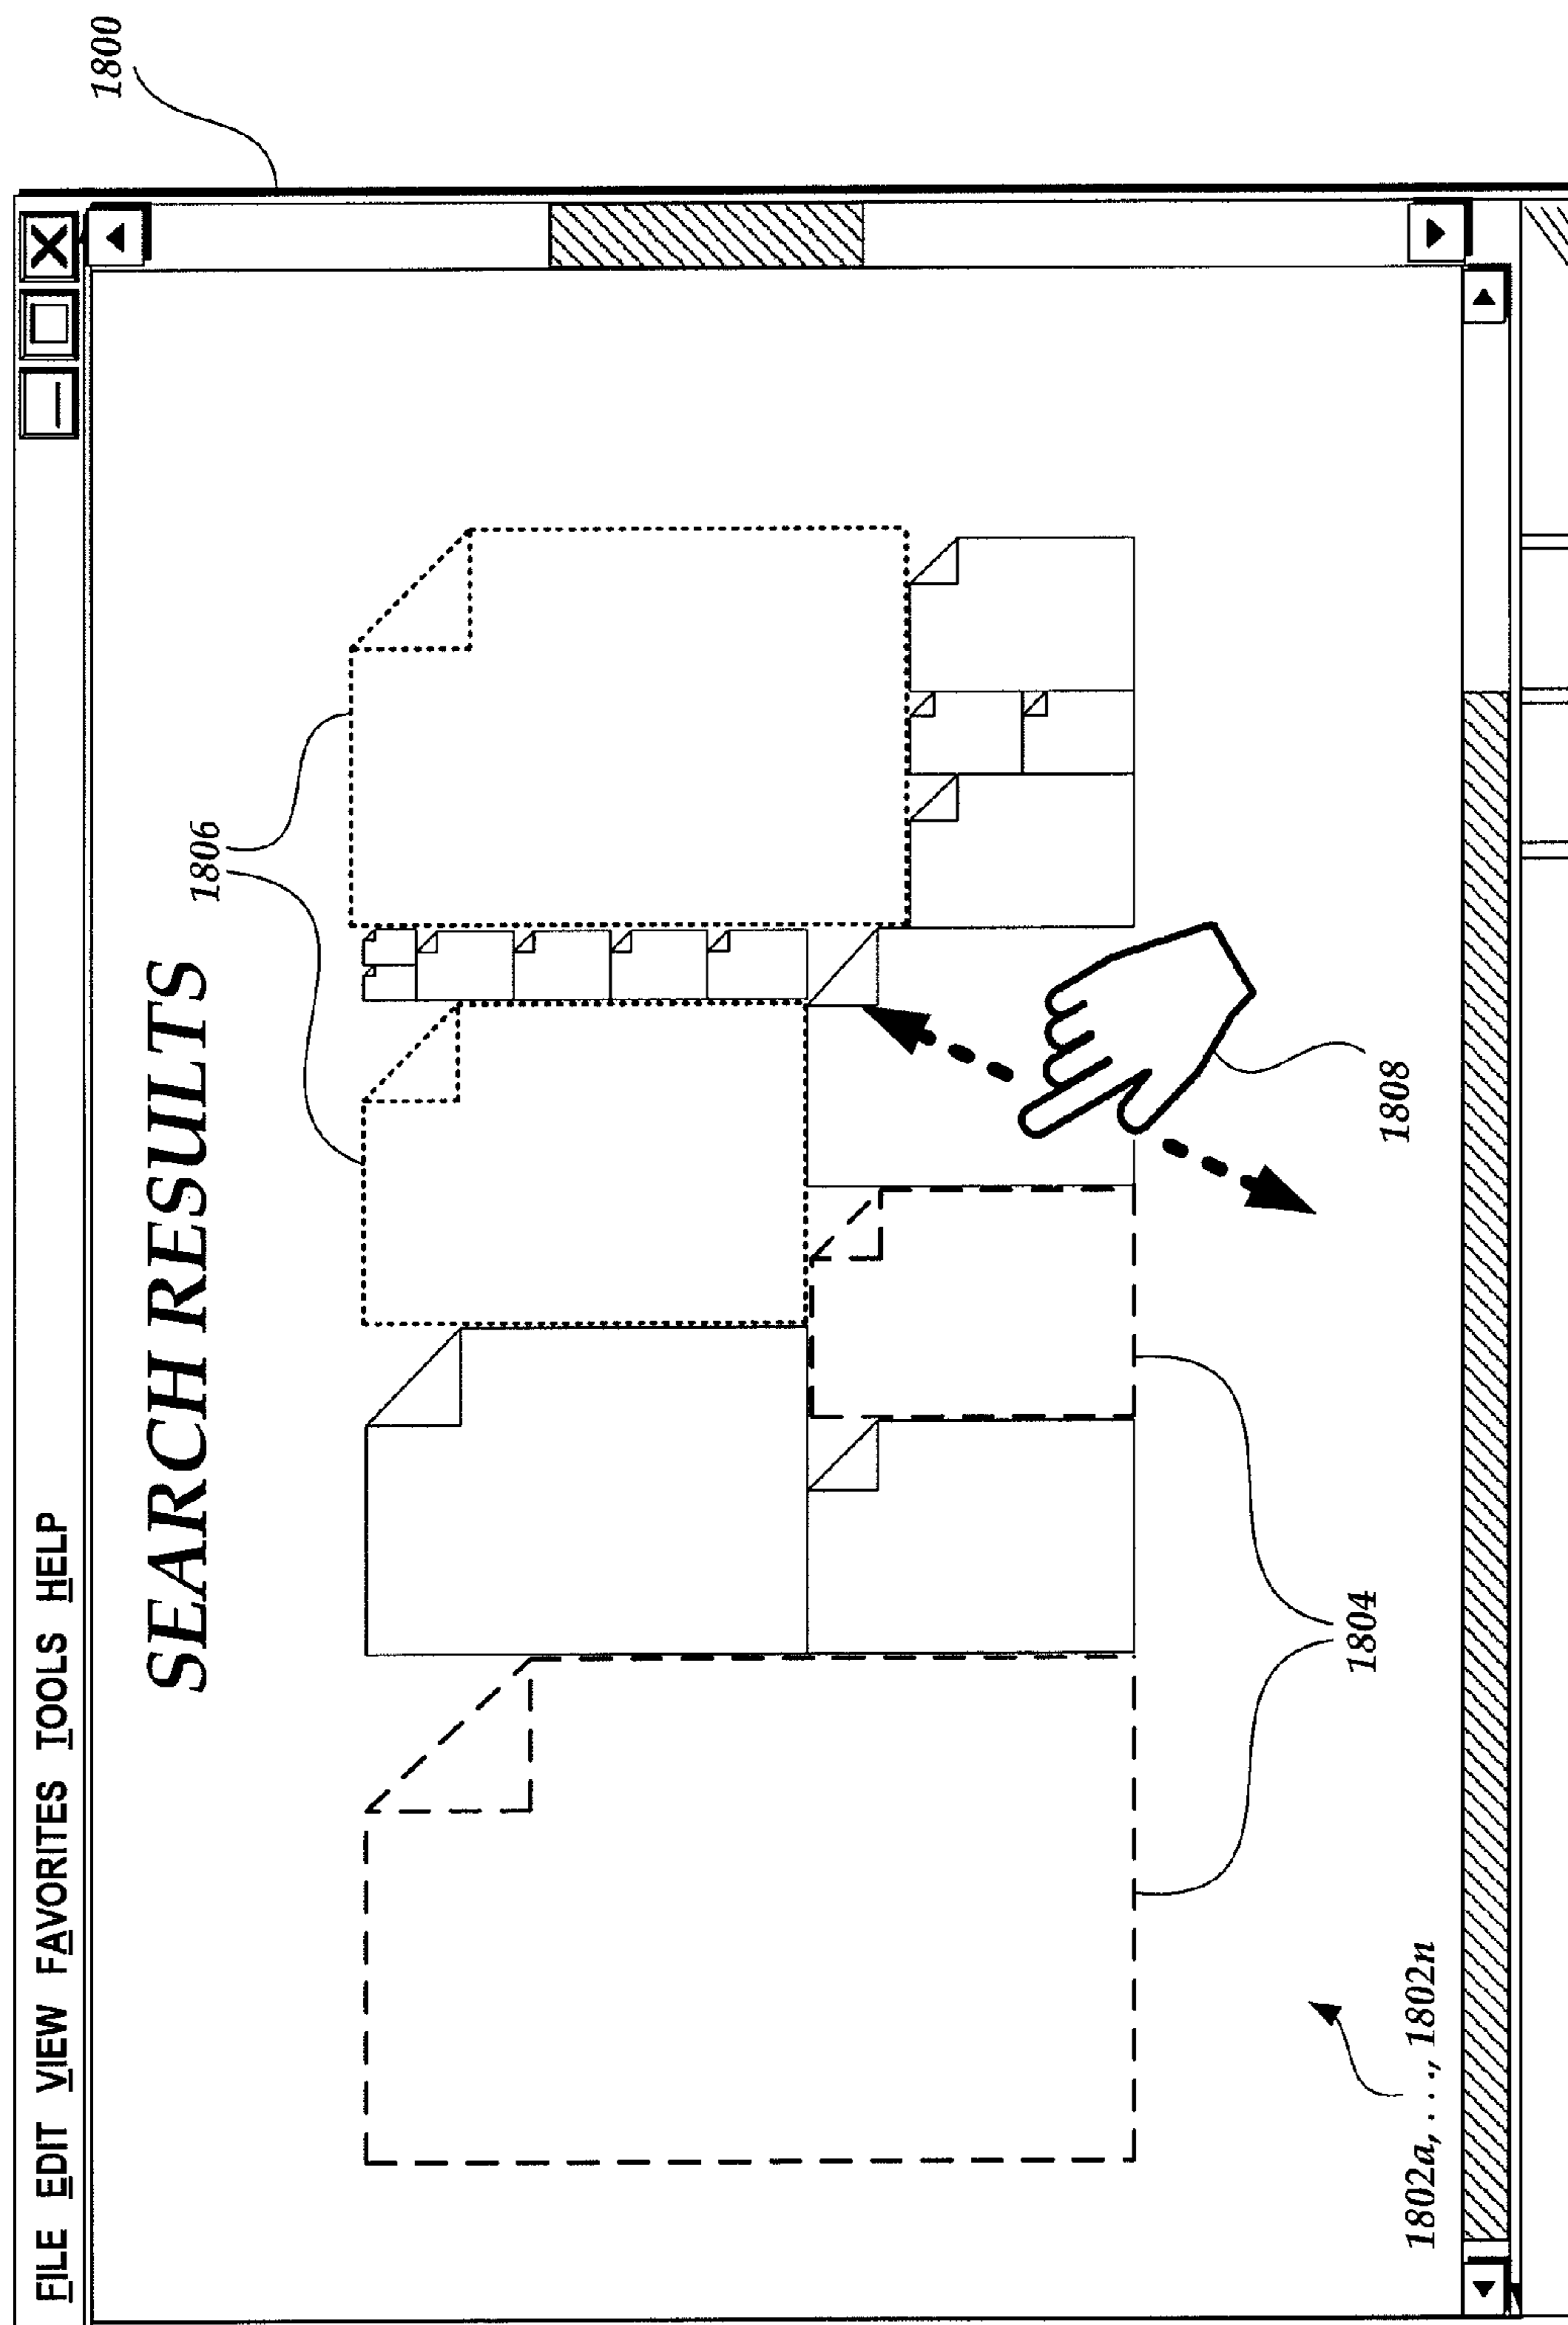 1800
FILE EDIT VIEW FAVORITES TOOLS HELP
SEARCH RESULTS
1806
1808
1804
1802a, . . ., 1802n